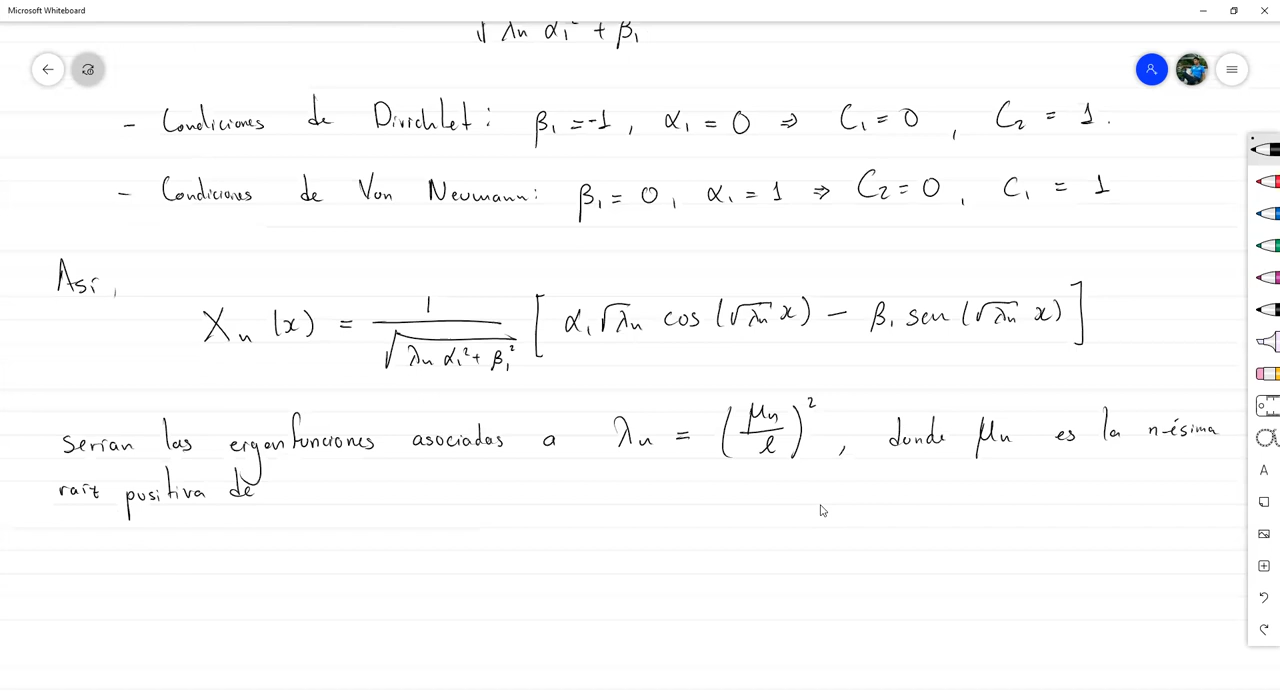 Microsoft Whiteboard
√ λn α₁² + β₁
- Condiciones de Dirichlet: β₁ = -1, α₁ = 0 ⇒ C₁ = 0, C₂ = 1.
- Condiciones de Von Neumann: β₁ = 0, α₁ = 1 ⇒ C₂ = 0, C₁ = 1
Así,
Xn(x) = 1/√(λn α₁² + β₁²) [α₁ √λn cos(√λn x) - β₁ sen(√λn x)]
serían las eigenfunciones asociadas a λn = (μn/l)², donde μn es la n-ésima
raíz positiva de
A